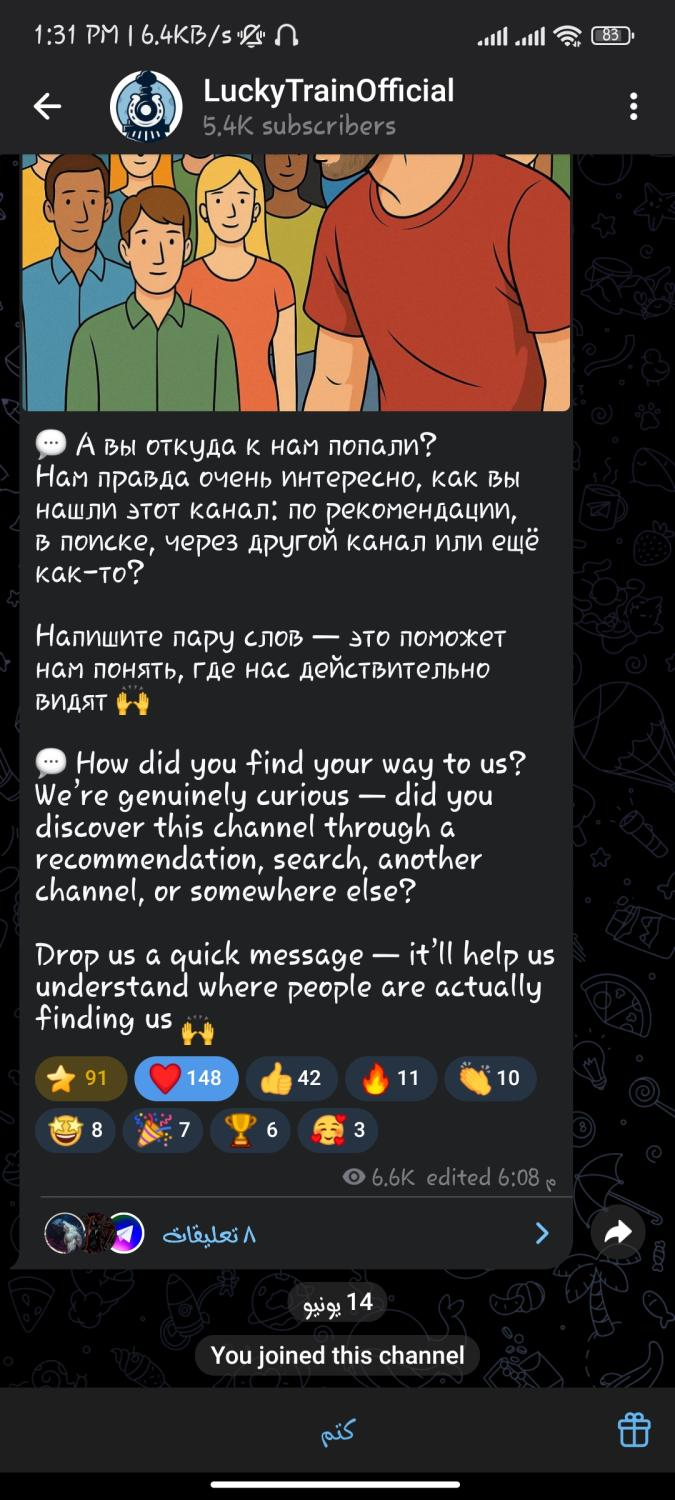 1:31 PM | 6.4KB/s
83
LuckyTrainOfficial
5.4K subscribers
💬 А вы откуда к нам попали?
Нам правда очень интересно, как вы
нашли этот канал: по рекомендации,
в поиске, через другой канал или ещё
как-то?
Напишите пару слов — это поможет
нам понять, где нас действительно
видят 🙌
💬 How did you find your way to us?
We're genuinely curious — did you
discover this channel through a
recommendation, search, another
channel, or somewhere else?
Drop us a quick message — it'll help us
understand where people are actually
finding us 🙌
⭐ 91 ❤️ 148 👍 42 🔥 11 👏 10
🤩 8 🎉 7 🏆 6 🥰 3
6.6K edited 6:08 م
٨ تعليقات
14 يونيو
You joined this channel
كتم